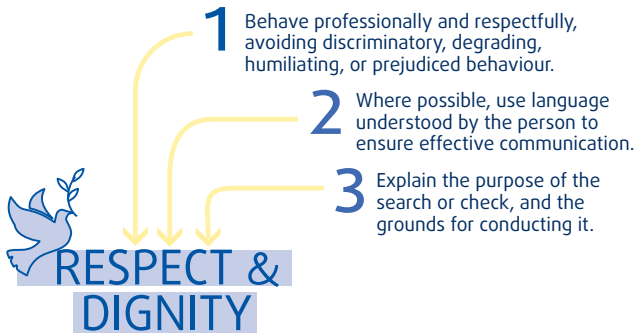 1 Behave professionally and respectfully,
avoiding discriminatory, degrading,
humiliating, or prejudiced behaviour.
2 Where possible, use language
understood by the person to
ensure effective communication.
3 Explain the purpose of the
search or check, and the
grounds for conducting it.
RESPECT &
DIGNITY